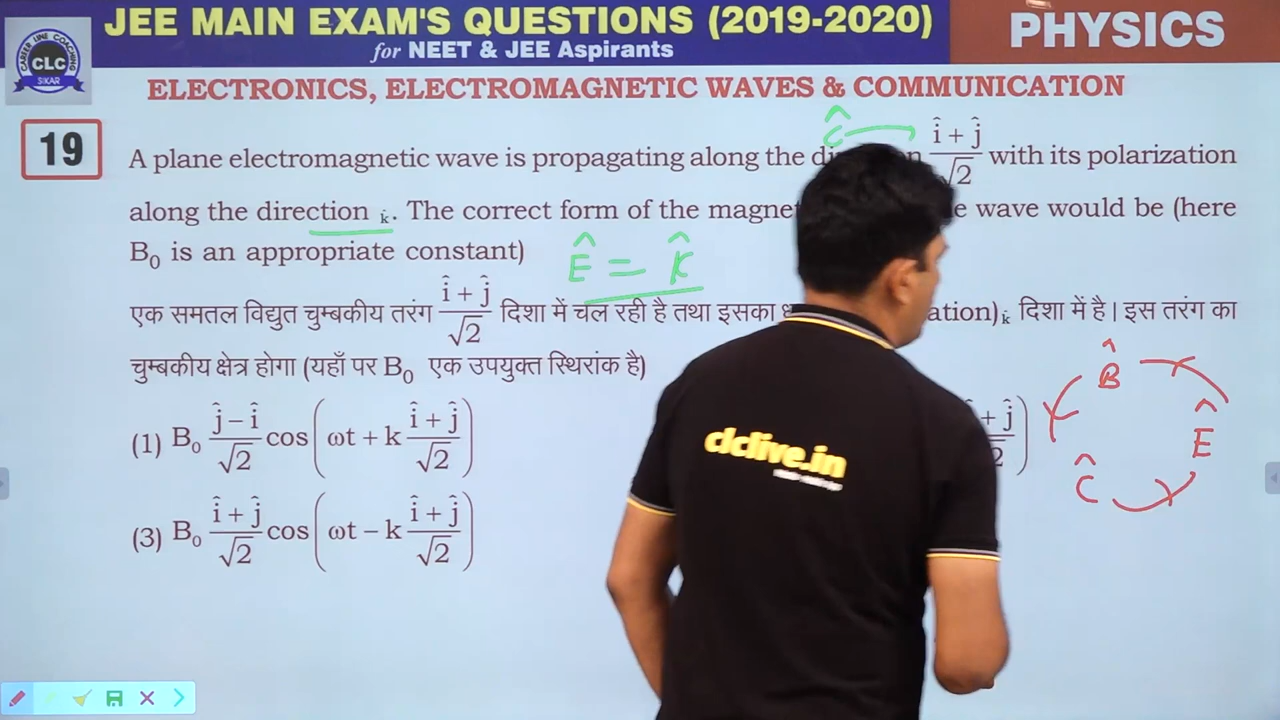 JEE MAIN EXAM'S QUESTIONS (2019-2020)
for NEET & JEE Aspirants
PHYSICS
CAREER LINE COACHING
CLC
SIKAR
ELECTRONICS, ELECTROMAGNETIC WAVES & COMMUNICATION
19
Ĉ
A plane electromagnetic wave is propagating along the (î + ĵ)/√2 with its polarization
along the direction k̂. The correct form of the wave would be (here
B₀ is an appropriate constant)
Ê = K̂
एक समतल विद्युत चुम्बकीय तरंग (î + ĵ)/√2 दिशा में चल रही है तथा इसका k̂ दिशा में है। इस तरंग का
चुम्बकीय क्षेत्र होगा (यहाँ पर B₀ एक उपयुक्त स्थिरांक है)
B̂
Ê
Ĉ
(1) B₀ (ĵ − î)/√2 cos(ωt + k (î + ĵ)/√2)
(3) B₀ (î + ĵ)/√2 cos(ωt − k (î + ĵ)/√2)
clclive.in